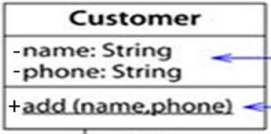 Customer
-name: String
-phone: String
+add (name,phone)